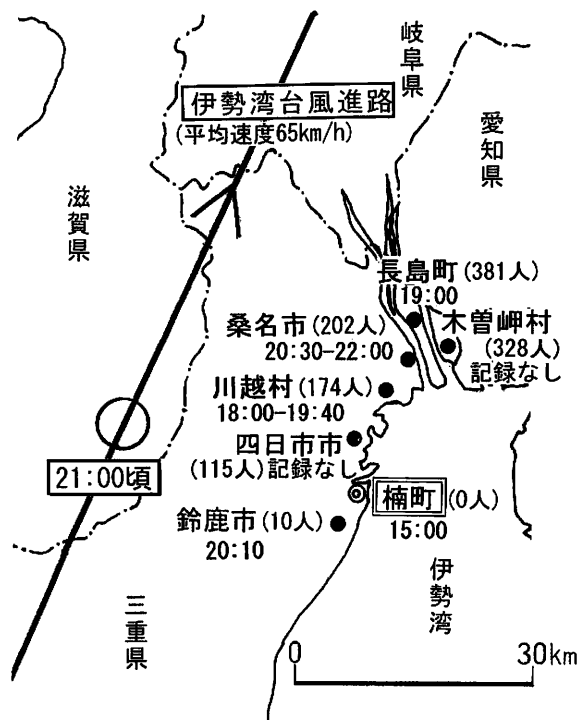 岐阜県
伊勢湾台風進路
(平均速度65km/h)
愛知県
滋賀県
長島町(381人)
19:00
木曽岬村
(328人)
記録なし
桑名市(202人)
20:30-22:00
川越村(174人)
18:00-19:40
四日市市
(115人)記録なし
21:00頃
楠町(0人)
15:00
鈴鹿市(10人)
20:10
伊勢湾
三重県
0
30km